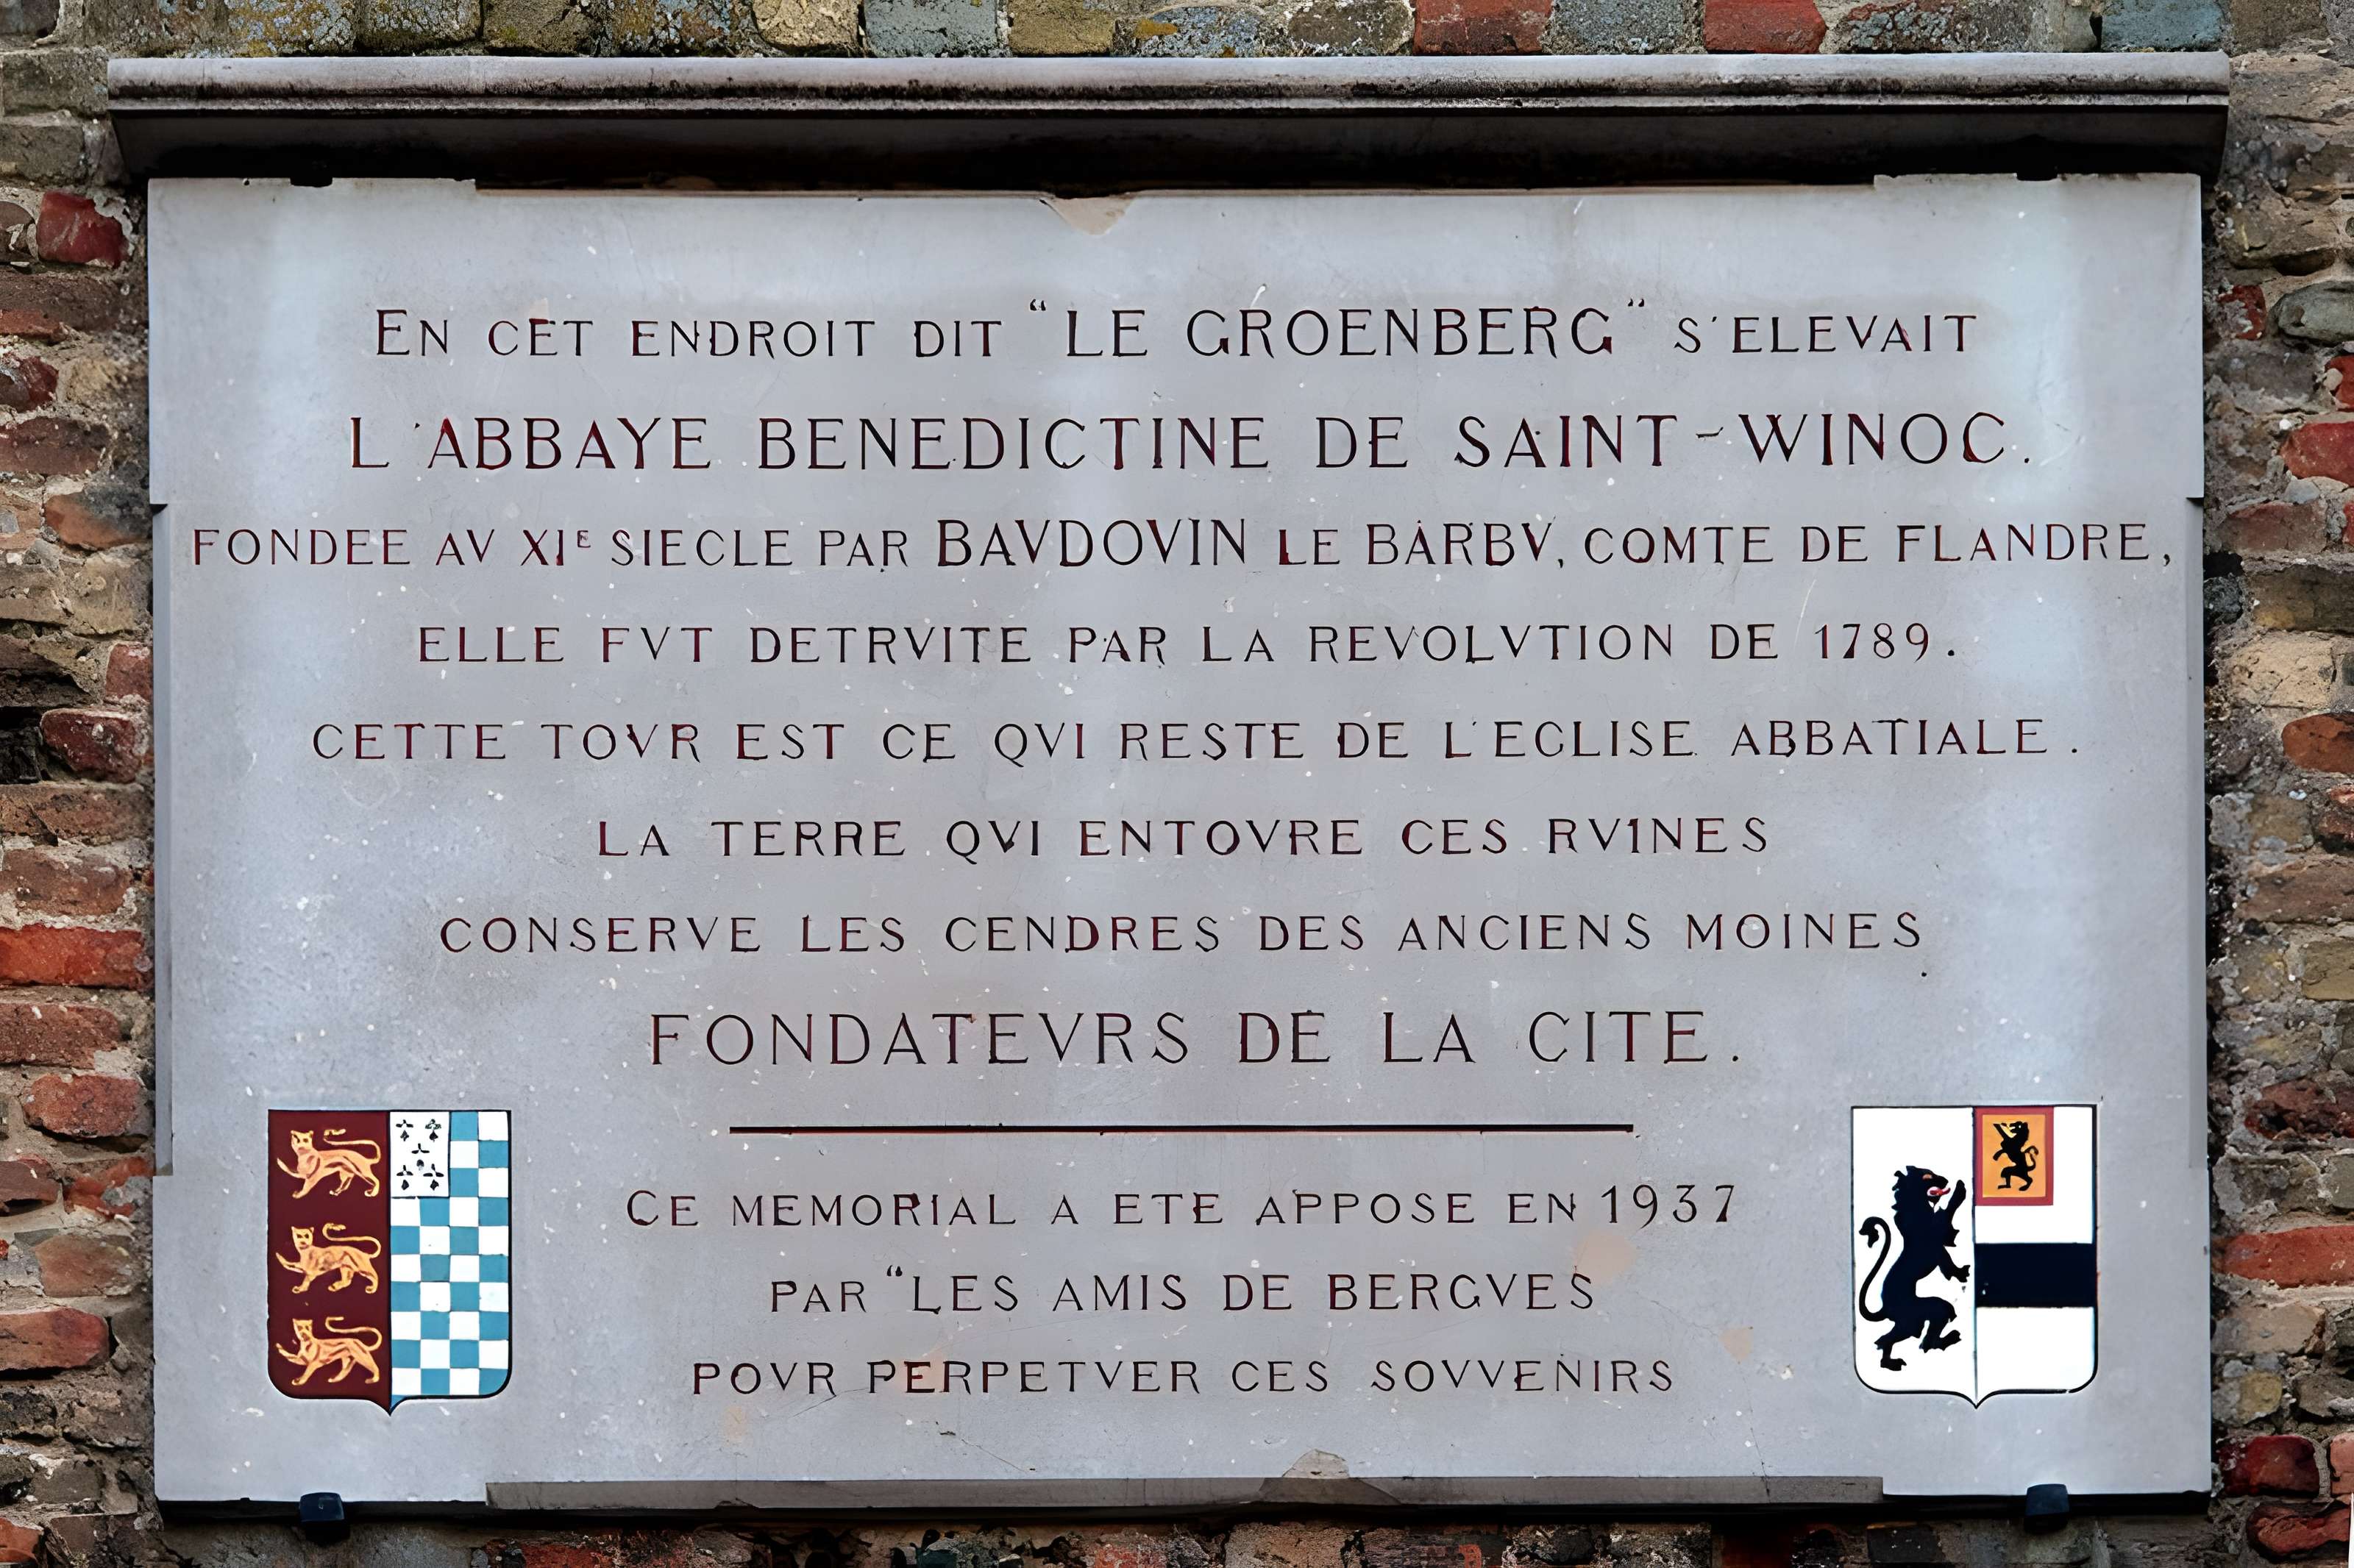 EN CET ENDROIT DIT “LE GROENBERG” S'ELEVAIT
L'ABBAYE BENEDICTINE DE SAINT-WINOC.
FONDEE AV XIE SIECLE PAR BAVDOVIN LE BARBV, COMTE DE FLANDRE,
ELLE FVT DETRVITE PAR LA REVOLVTION DE 1789.
CETTE TOVR EST CE QVI RESTE DE L'EGLISE ABBATIALE.
LA TERRE QVI ENTOVRE CES RVINES
CONSERVE LES CENDRES DES ANCIENS MOINES
FONDATEVRS DE LA CITE.
CE MEMORIAL A ETE APPOSE EN 1937
PAR “LES AMIS DE BERGVES
POVR PERPETVER CES SOVVENIRS